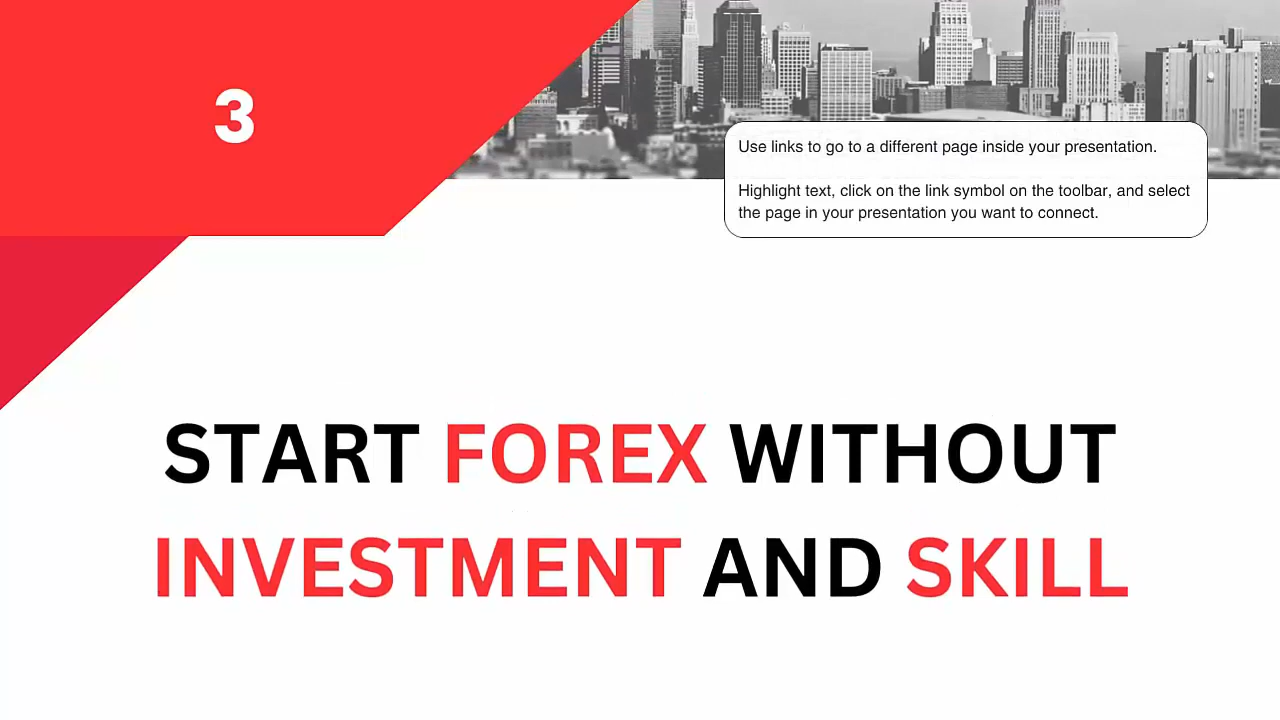 3
Use links to go to a different page inside your presentation.
Highlight text, click on the link symbol on the toolbar, and select
the page in your presentation you want to connect.
START FOREX WITHOUT
INVESTMENT AND SKILL